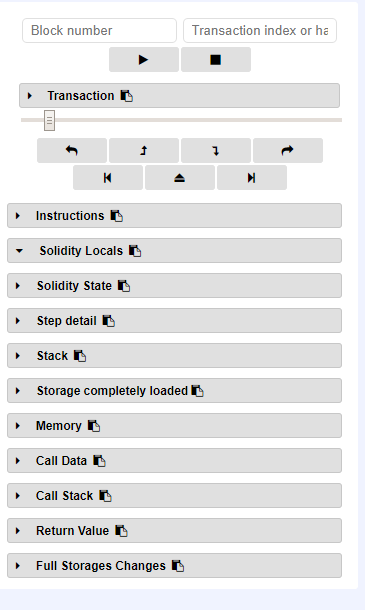 Block number
Transaction index or ha
Transaction
Instructions
Solidity Locals
Solidity State
Step detail
Stack
Storage completely loaded
Memory
Call Data
Call Stack
Return Value
Full Storages Changes